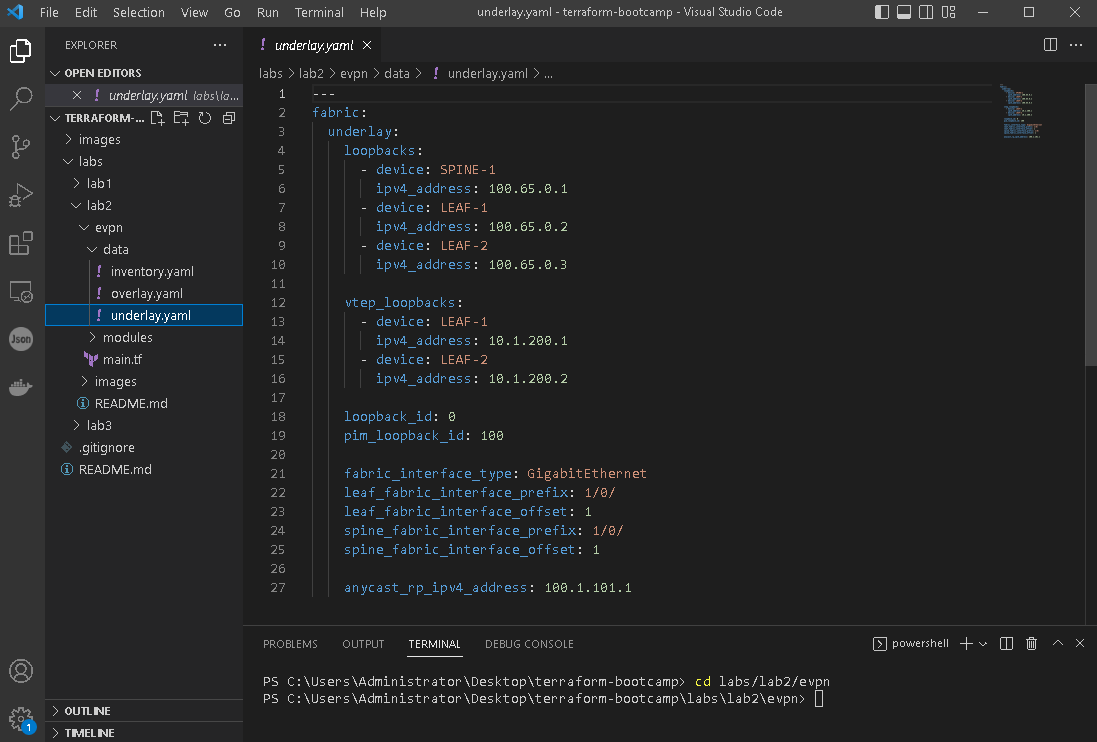 File Edit Selection View Go Run Terminal Help underlay.yaml - terraform-bootcamp - Visual Studio Code
EXPLORER ...
OPEN EDITORS
! underlay.yaml labs\la...
TERRAFORM-...
images
labs
lab1
lab2
evpn
data
! inventory.yaml
! overlay.yaml
! underlay.yaml
modules
main.tf
images
README.md
lab3
.gitignore
README.md
OUTLINE
TIMELINE
Json
1
! underlay.yaml
labs > lab2 > evpn > data > ! underlay.yaml > ...
1 ---
2 fabric:
3 underlay:
4 loopbacks:
5 - device: SPINE-1
6 ipv4_address: 100.65.0.1
7 - device: LEAF-1
8 ipv4_address: 100.65.0.2
9 - device: LEAF-2
10 ipv4_address: 100.65.0.3
11
12 vtep_loopbacks:
13 - device: LEAF-1
14 ipv4_address: 10.1.200.1
15 - device: LEAF-2
16 ipv4_address: 10.1.200.2
17
18 loopback_id: 0
19 pim_loopback_id: 100
20
21 fabric_interface_type: GigabitEthernet
22 leaf_fabric_interface_prefix: 1/0/
23 leaf_fabric_interface_offset: 1
24 spine_fabric_interface_prefix: 1/0/
25 spine_fabric_interface_offset: 1
26
27 anycast_rp_ipv4_address: 100.1.101.1
PROBLEMS OUTPUT TERMINAL DEBUG CONSOLE powershell
PS C:\Users\Administrator\Desktop\terraform-bootcamp> cd labs/lab2/evpn
PS C:\Users\Administrator\Desktop\terraform-bootcamp\labs\lab2\evpn>